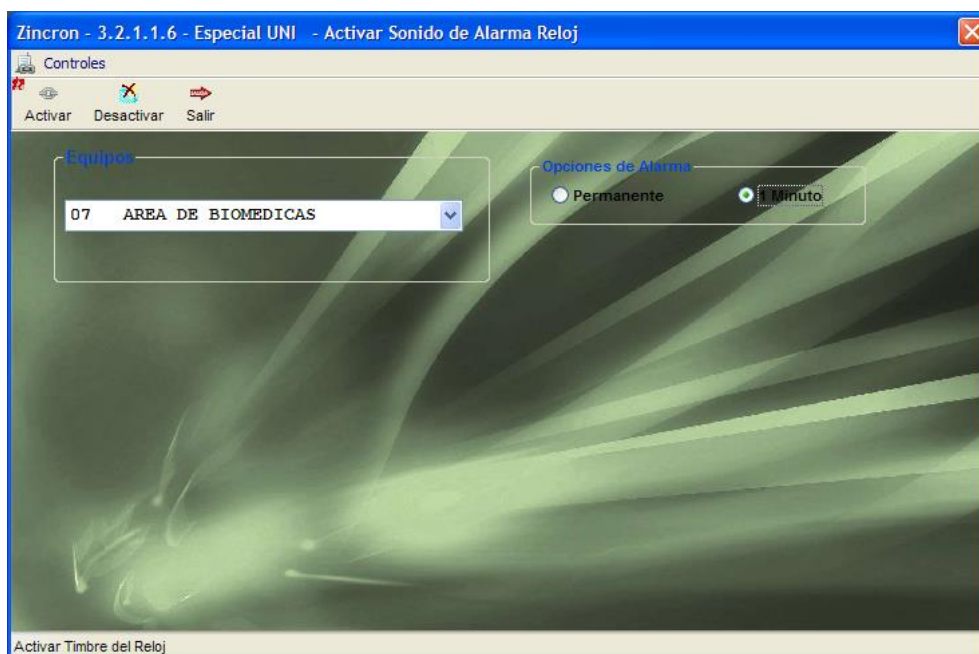 Zincron - 3.2.1.1.6 - Especial UNI - Activar Sonido de Alarma Reloj
Controles
Activar Desactivar Salir
Equipos
07 AREA DE BIOMEDICAS
Opciones de Alarma
Permanente 1 Minuto
Activar Timbre del Reloj